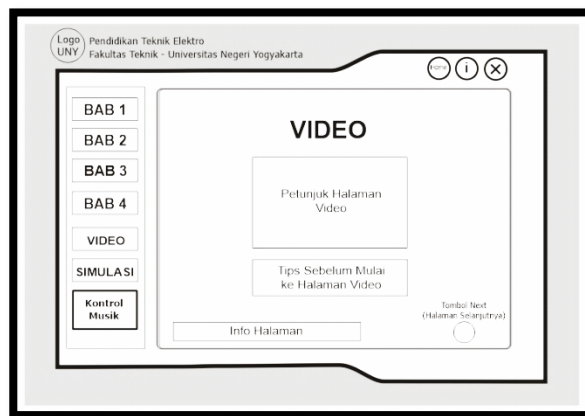 Logo
UNY
Pendidikan Teknik Elektro
Fakultas Teknik - Universitas Negeri Yogyakarta
Home
i
X
BAB 1
BAB 2
BAB 3
BAB 4
VIDEO
SIMULASI
Kontrol
Musik
VIDEO
Petunjuk Halaman
Video
Tips Sebelum Mulai
ke Halaman Video
Info Halaman
Tombol Next
(Halaman Selanjutnya)